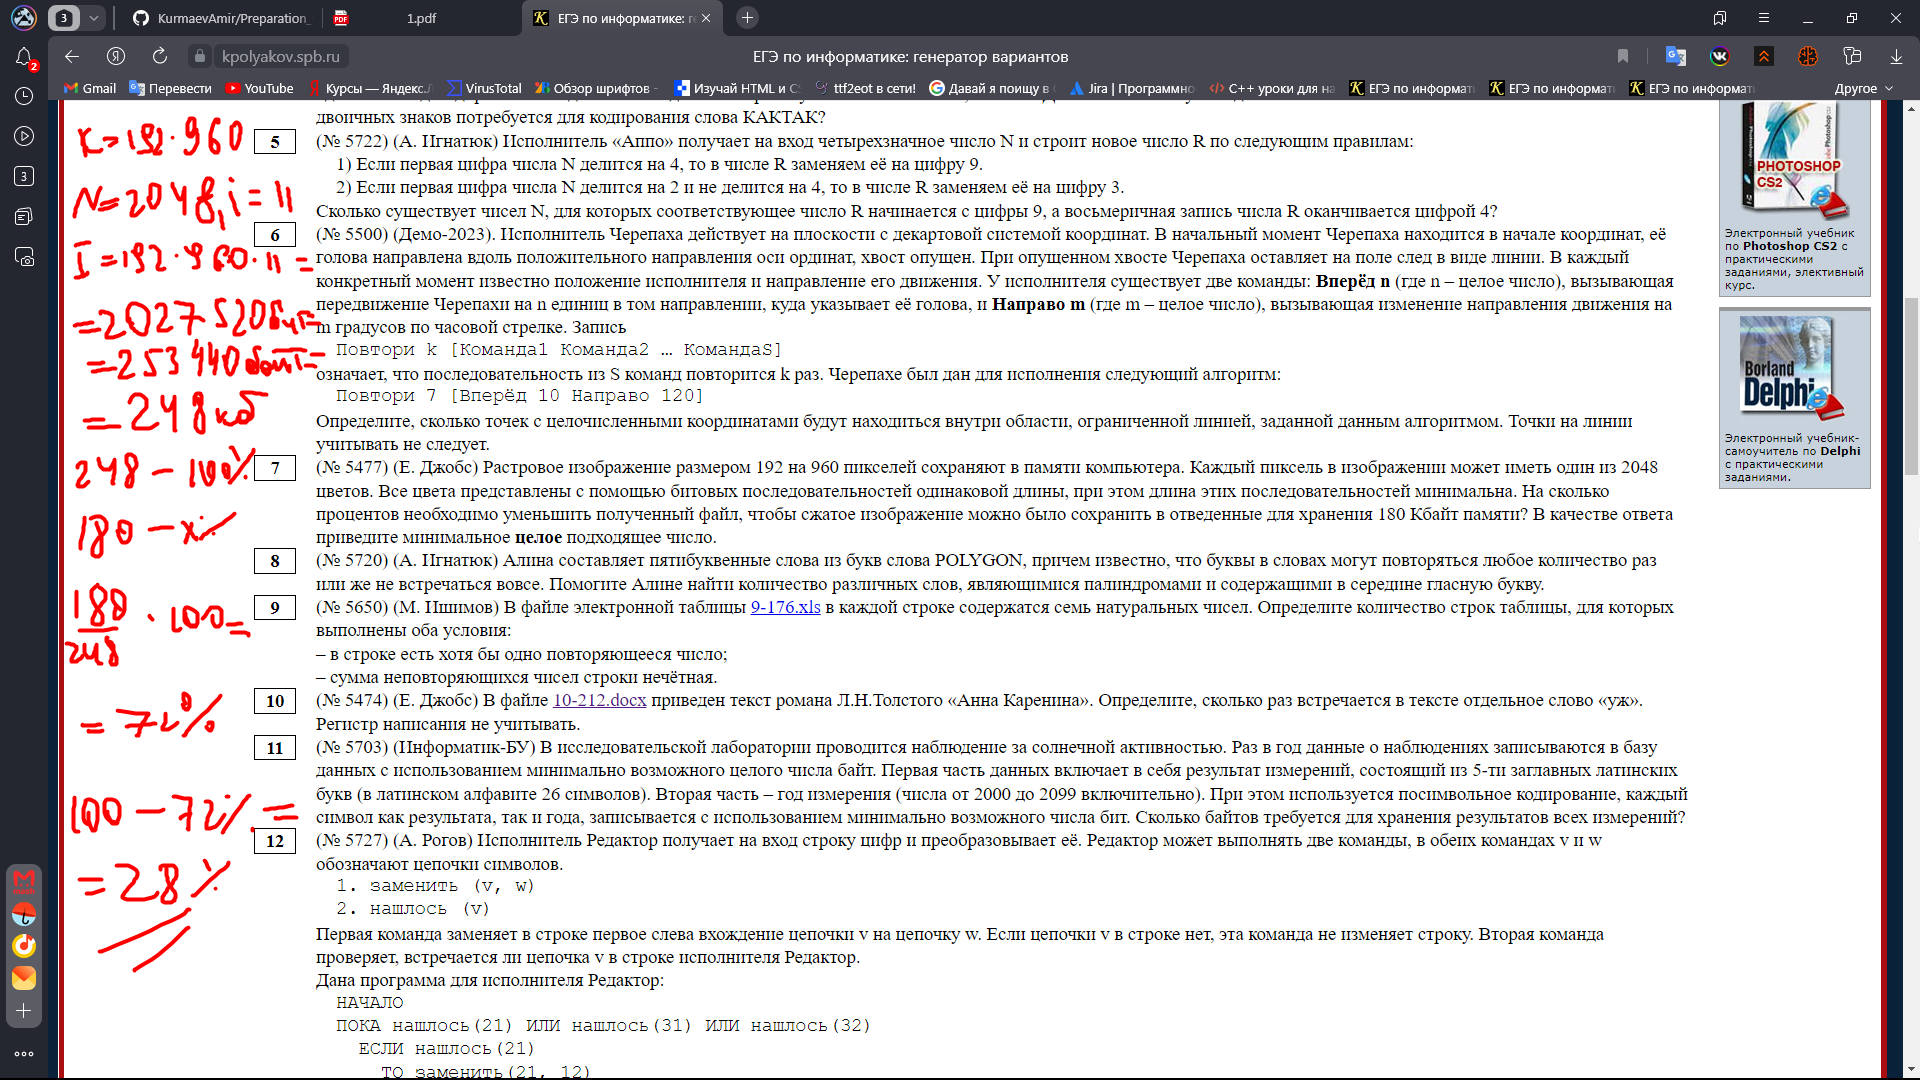 3
KurmaevAmir/Preparation_
1.pdf
ЕГЭ по информатике: ге
2
kpolyakov.spb.ru
ЕГЭ по информатике: генератор вариантов
Gmail
Перевести
YouTube
Курсы — Яндекс.
VirusTotal
Обзор шрифтов -
Изучай HTML и C
ttf2eot в сети!
Давай я поищу в
Jira | Программно
C++ уроки для на
ЕГЭ по информати
ЕГЭ по информати
ЕГЭ по информати
Другое
3
двоичных знаков потребуется для кодирования слова КАКТАК?
5
(№ 5722) (А. Игнатюк) Исполнитель «Аппо» получает на вход четырехзначное число N и строит новое число R по следующим правилам:
1) Если первая цифра числа N делится на 4, то в числе R заменяем её на цифру 9.
2) Если первая цифра числа N делится на 2 и не делится на 4, то в числе R заменяем её на цифру 3.
Сколько существует чисел N, для которых соответствующее число R начинается с цифры 9, а восьмеричная запись числа R оканчивается цифрой 4?
6
(№ 5500) (Демо-2023). Исполнитель Черепаха действует на плоскости с декартовой системой координат. В начальный момент Черепаха находится в начале координат, её
голова направлена вдоль положительного направления оси ординат, хвост опущен. При опущенном хвосте Черепаха оставляет на поле след в виде линии. В каждый
конкретный момент известно положение исполнителя и направление его движения. У исполнителя существует две команды: Вперёд n (где n – целое число), вызывающая
передвижение Черепахи на n единиц в том направлении, куда указывает её голова, и Направо m (где m – целое число), вызывающая изменение направления движения на
m градусов по часовой стрелке. Запись
Повтори k [Команда1 Команда2 … КомандаS]
означает, что последовательность из S команд повторится k раз. Черепахе был дан для исполнения следующий алгоритм:
Повтори 7 [Вперёд 10 Направо 120]
Определите, сколько точек с целочисленными координатами будут находиться внутри области, ограниченной линией, заданной данным алгоритмом. Точки на линии
учитывать не следует.
7
(№ 5477) (Е. Джобс) Растровое изображение размером 192 на 960 пикселей сохраняют в памяти компьютера. Каждый пиксель в изображении может иметь один из 2048
цветов. Все цвета представлены с помощью битовых последовательностей одинаковой длины, при этом длина этих последовательностей минимальна. На сколько
процентов необходимо уменьшить полученный файл, чтобы сжатое изображение можно было сохранить в отведенные для хранения 180 Кбайт памяти? В качестве ответа
приведите минимальное целое подходящее число.
8
(№ 5720) (А. Игнатюк) Алина составляет пятибуквенные слова из букв слова POLYGON, причем известно, что буквы в словах могут повторяться любое количество раз
или же не встречаться вовсе. Помогите Алине найти количество различных слов, являющимися палиндромами и содержащими в середине гласную букву.
9
(№ 5650) (М. Ишимов) В файле электронной таблицы 9-176.xls в каждой строке содержатся семь натуральных чисел. Определите количество строк таблицы, для которых
выполнены оба условия:
– в строке есть хотя бы одно повторяющееся число;
– сумма неповторяющихся чисел строки нечётная.
10
(№ 5474) (Е. Джобс) В файле 10-212.docx приведен текст романа Л.Н.Толстого «Анна Каренина». Определите, сколько раз встречается в тексте отдельное слово «уж».
Регистр написания не учитывать.
11
(№ 5703) (Информатик-БУ) В исследовательской лаборатории проводится наблюдение за солнечной активностью. Раз в год данные о наблюдениях записываются в базу
данных с использованием минимально возможного целого числа байт. Первая часть данных включает в себя результат измерений, состоящий из 5-ти заглавных латинских
букв (в латинском алфавите 26 символов). Вторая часть – год измерения (числа от 2000 до 2099 включительно). При этом используется посимвольное кодирование, каждый
символ как результата, так и года, записывается с использованием минимально возможного числа бит. Сколько байтов требуется для хранения результатов всех измерений?
12
(№ 5727) (А. Рогов) Исполнитель Редактор получает на вход строку цифр и преобразовывает её. Редактор может выполнять две команды, в обеих командах v и w
обозначают цепочки символов.
1. заменить (v, w)
2. нашлось (v)
Первая команда заменяет в строке первое слева вхождение цепочки v на цепочку w. Если цепочки v в строке нет, эта команда не изменяет строку. Вторая команда
проверяет, встречается ли цепочка v в строке исполнителя Редактор.
Дана программа для исполнителя Редактор:
НАЧАЛО
ПОКА нашлось(21) ИЛИ нашлось(31) ИЛИ нашлось(32)
ЕСЛИ нашлось(21)
ТО заменить(21, 12)
K=192·960
N=2048, i=11
I=192·960·11=
=2027520бит=
=253440байт=
=248кб
248 – 100%
180 – x%
180
248
· 100=
=72%
100 – 72% =
=28%
PHOTOSHOP
CS2
Электронный учебник
по Photoshop CS2 с
практическими
заданиями, элективный
курс.
Borland
Delphi
Электронный учебник-
самоучитель по Delphi
с практическими
заданиями.